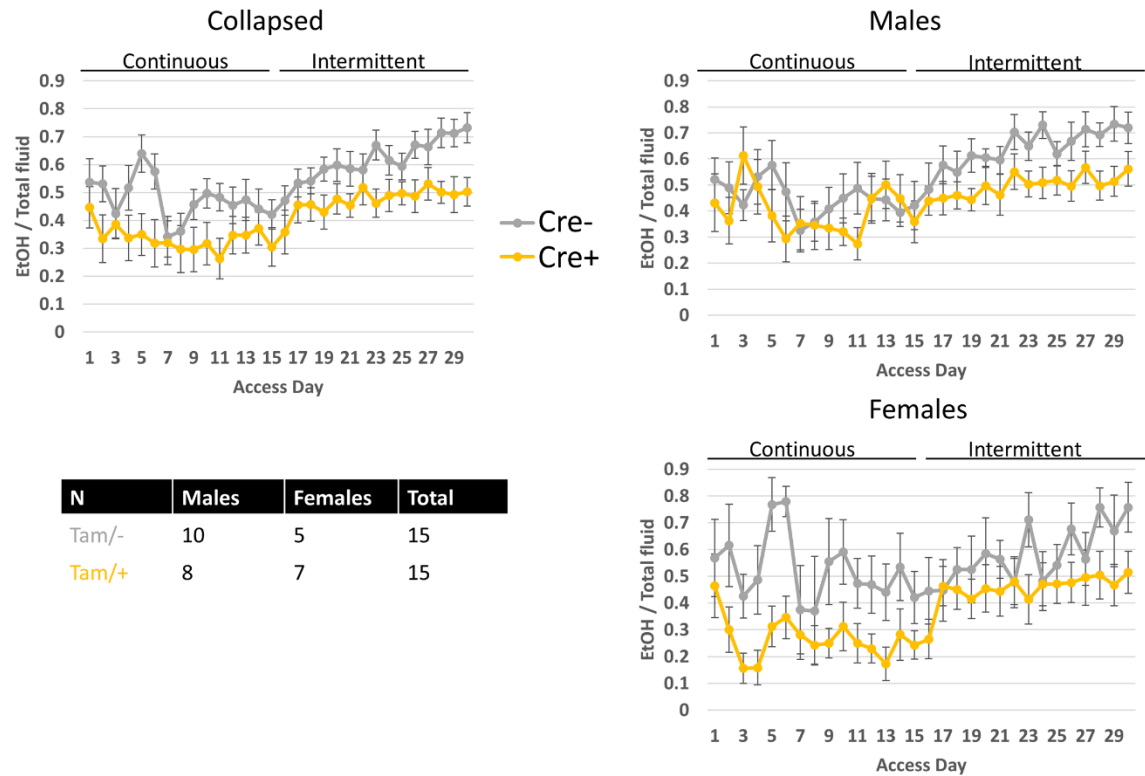 Collapsed
Continuous Intermittent
0.9
0.8
0.7
0.6
0.5
0.4
0.3
0.2
0.1
0
EtOH / Total fluid
1 3 5 7 9 11 13 15 17 19 21 23 25 27 29
Access Day
Cre-
Cre+
Males
Continuous Intermittent
0.9
0.8
0.7
0.6
0.5
0.4
0.3
0.2
0.1
0
EtOH / Total fluid
1 3 5 7 9 11 13 15 17 19 21 23 25 27 29
Access Day
N Males Females Total
Tam/- 10 5 15
Tam/+ 8 7 15
Females
Continuous Intermittent
0.9
0.8
0.7
0.6
0.5
0.4
0.3
0.2
0.1
0
EtOH / Total fluid
1 3 5 7 9 11 13 15 17 19 21 23 25 27 29
Access Day